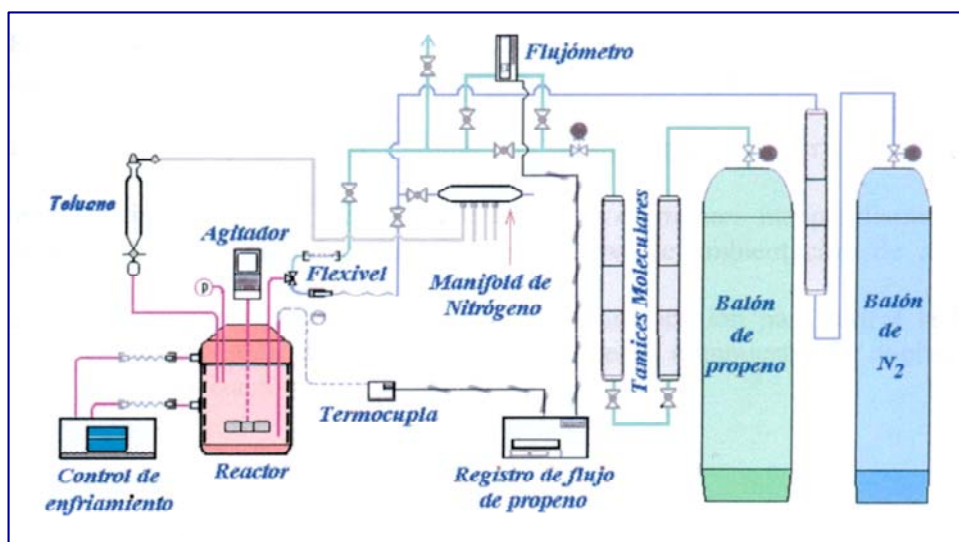 Flujómetro
Tolueno
Agitador
P
Flexivel
Manifold de
Nitrógeno
Tamices Moleculares
Balón
de
propeno
Balón
de
N2
Termocupla
Control de
enfriamiento
Reactor
Registro de flujo
de propeno